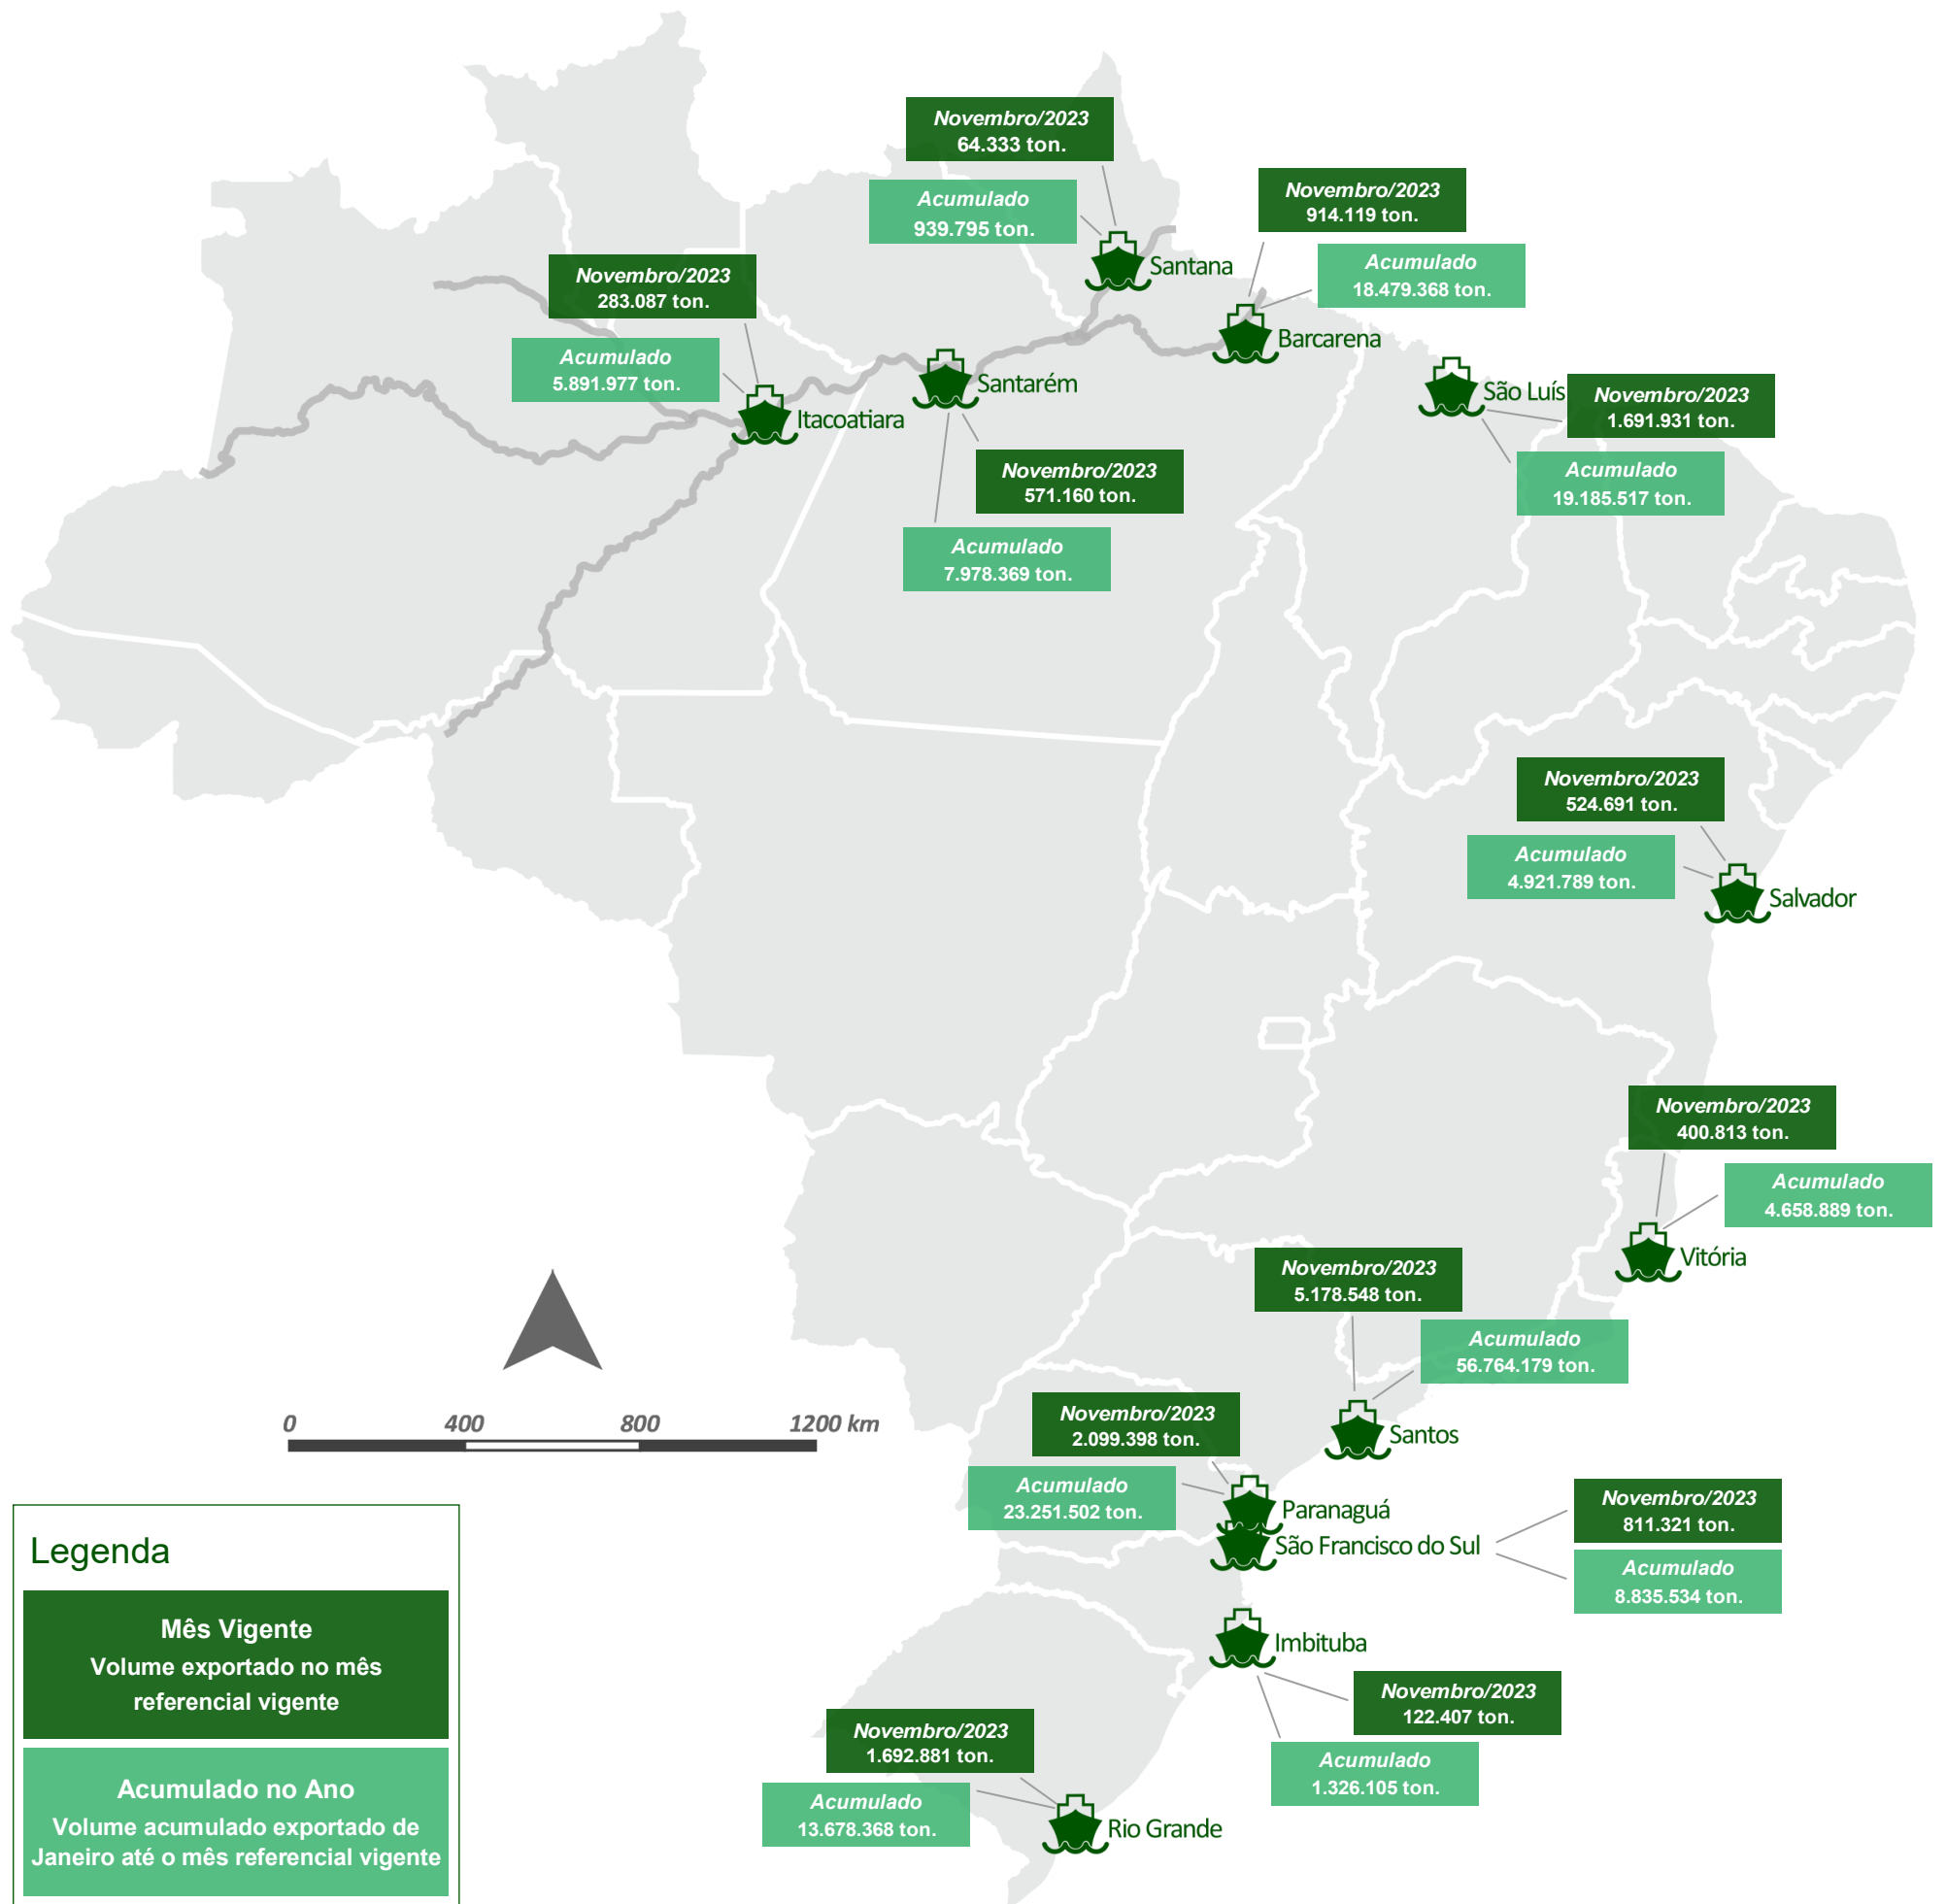 Novembro/2023
64.333 ton.
Acumulado
939.795 ton.
Santana
Novembro/2023
914.119 ton.
Acumulado
18.479.368 ton.
Barcarena
Novembro/2023
283.087 ton.
Acumulado
5.891.977 ton.
Itacoatiara
Santarém
Novembro/2023
571.160 ton.
Acumulado
7.978.369 ton.
São Luís
Novembro/2023
1.691.931 ton.
Acumulado
19.185.517 ton.
Novembro/2023
524.691 ton.
Acumulado
4.921.789 ton.
Salvador
Novembro/2023
400.813 ton.
Acumulado
4.658.889 ton.
Vitória
Novembro/2023
5.178.548 ton.
Acumulado
56.764.179 ton.
Santos
Novembro/2023
2.099.398 ton.
Acumulado
23.251.502 ton.
Paranaguá
São Francisco do Sul
Novembro/2023
811.321 ton.
Acumulado
8.835.534 ton.
Imbituba
Novembro/2023
122.407 ton.
Acumulado
1.326.105 ton.
Novembro/2023
1.692.881 ton.
Acumulado
13.678.368 ton.
Rio Grande
0 400 800 1200 km
Legenda
Mês Vigente
Volume exportado no mês
referencial vigente
Acumulado no Ano
Volume acumulado exportado de
Janeiro até o mês referencial vigente